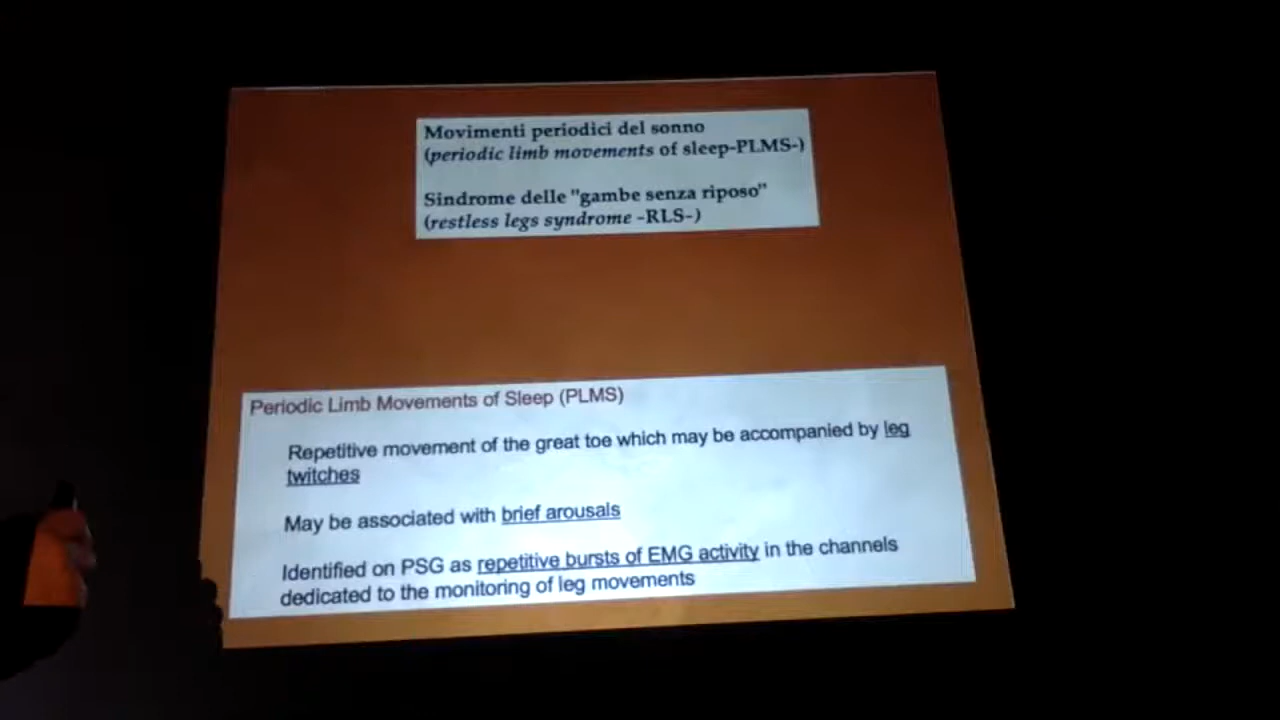 Movimenti periodici del sonno
(periodic limb movements of sleep-PLMS-)
Sindrome delle "gambe senza riposo"
(restless legs syndrome -RLS-)
Periodic Limb Movements of Sleep (PLMS)
Repetitive movement of the great toe which may be accompanied by leg
twitches
May be associated with brief arousals
Identified on PSG as repetitive bursts of EMG activity in the channels
dedicated to the monitoring of leg movements